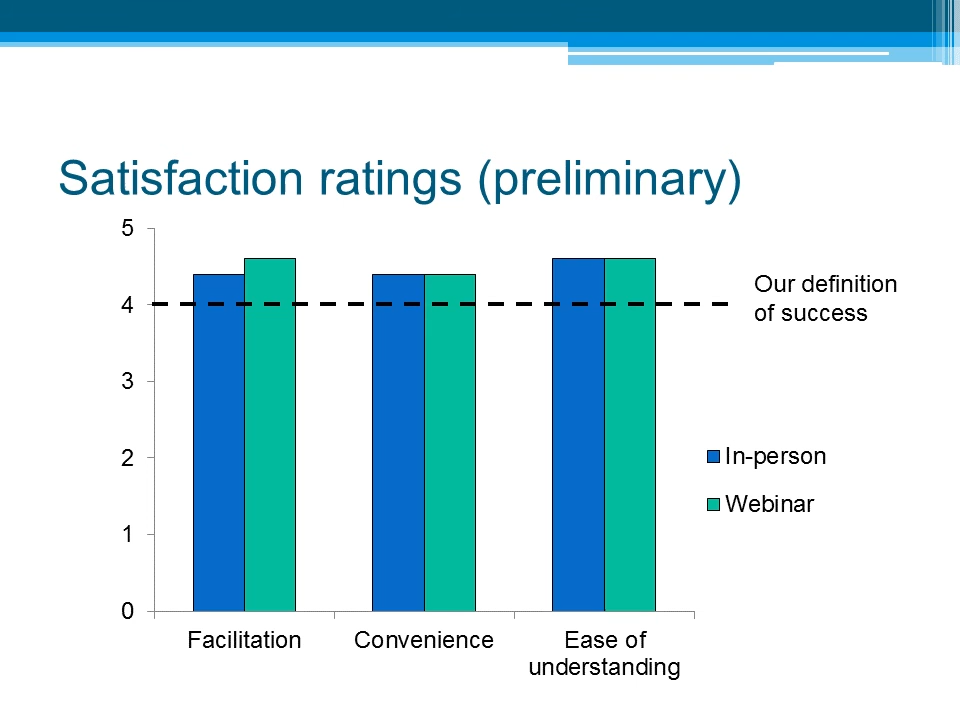 Satisfaction ratings (preliminary)
5
4
3
2
1
0
Our definition
of success
In-person
Webinar
Facilitation
Convenience
Ease of
understanding